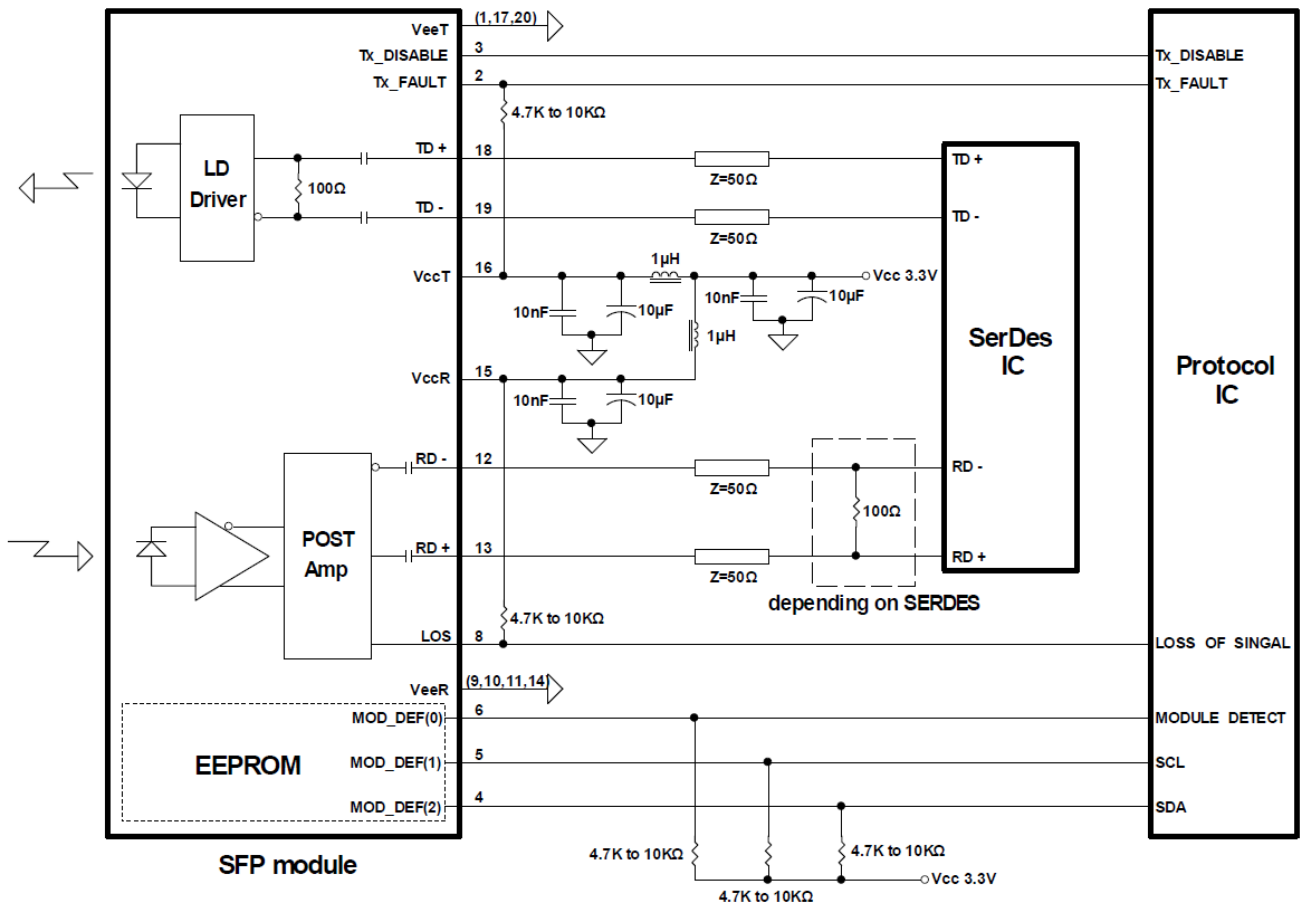 VeeT
(1,17,20)
Tx_DISABLE
3
Tx_DISABLE
Tx_FAULT
2
Tx_FAULT
4.7K to 10KΩ
LD
Driver
100Ω
TD +
18
Z=50Ω
TD +
TD -
19
Z=50Ω
TD -
VccT
16
1µH
Vcc 3.3V
10nF
10µF
10nF
10µF
1µH
VccR
15
10nF
10µF
SerDes
IC
Protocol
IC
RD -
12
Z=50Ω
RD -
100Ω
POST
Amp
RD +
13
Z=50Ω
RD +
depending on SERDES
4.7K to 10KΩ
LOS
8
LOSS OF SINGAL
VeeR
(9,10,11,14)
MOD_DEF(0)
6
MODULE DETECT
EEPROM
MOD_DEF(1)
5
SCL
MOD_DEF(2)
4
SDA
SFP module
4.7K to 10KΩ
4.7K to 10KΩ
4.7K to 10KΩ
Vcc 3.3V